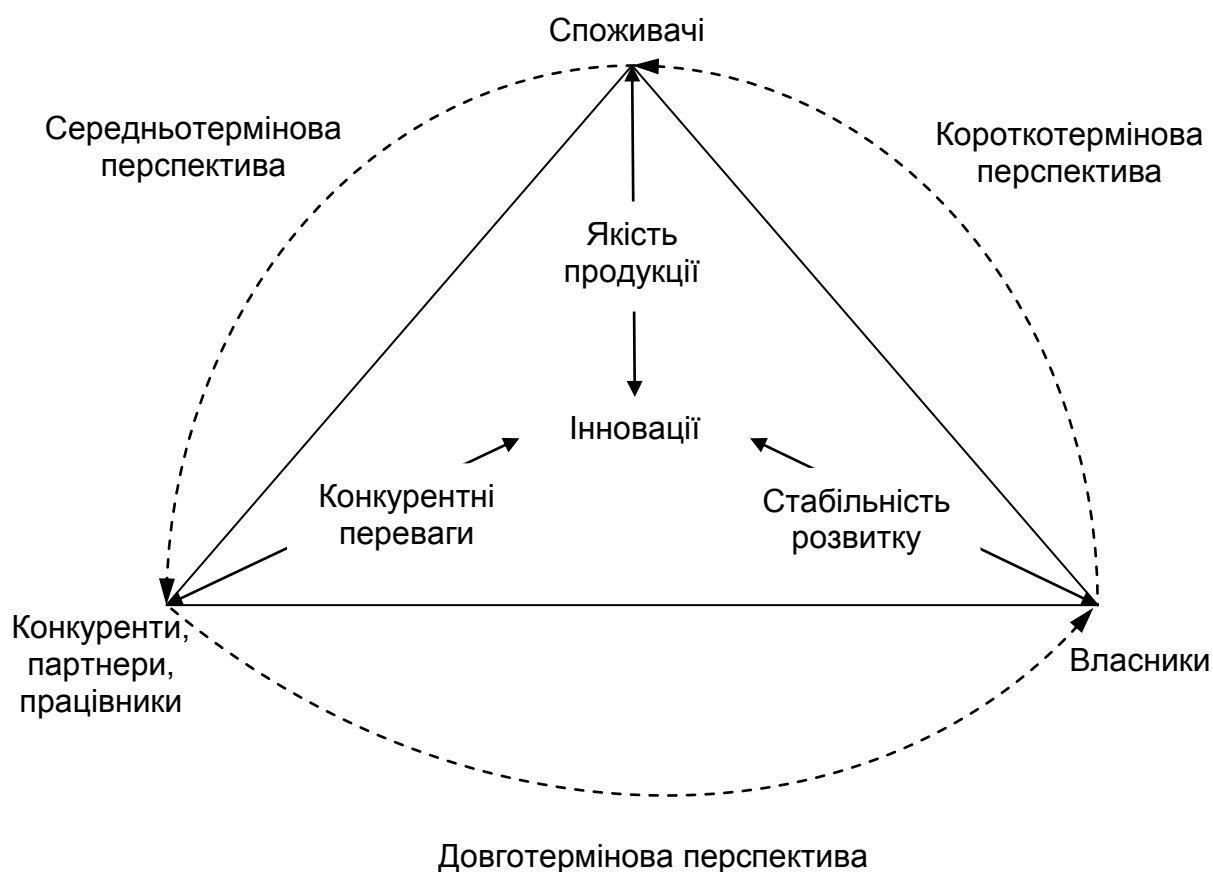 Споживачі
Середньотермінова
перспектива
Короткотермінова
перспектива
Якість
продукції
Інновації
Конкурентні
переваги
Стабільність
розвитку
Конкуренти,
партнери,
працівники
Власники
Довготермінова перспектива